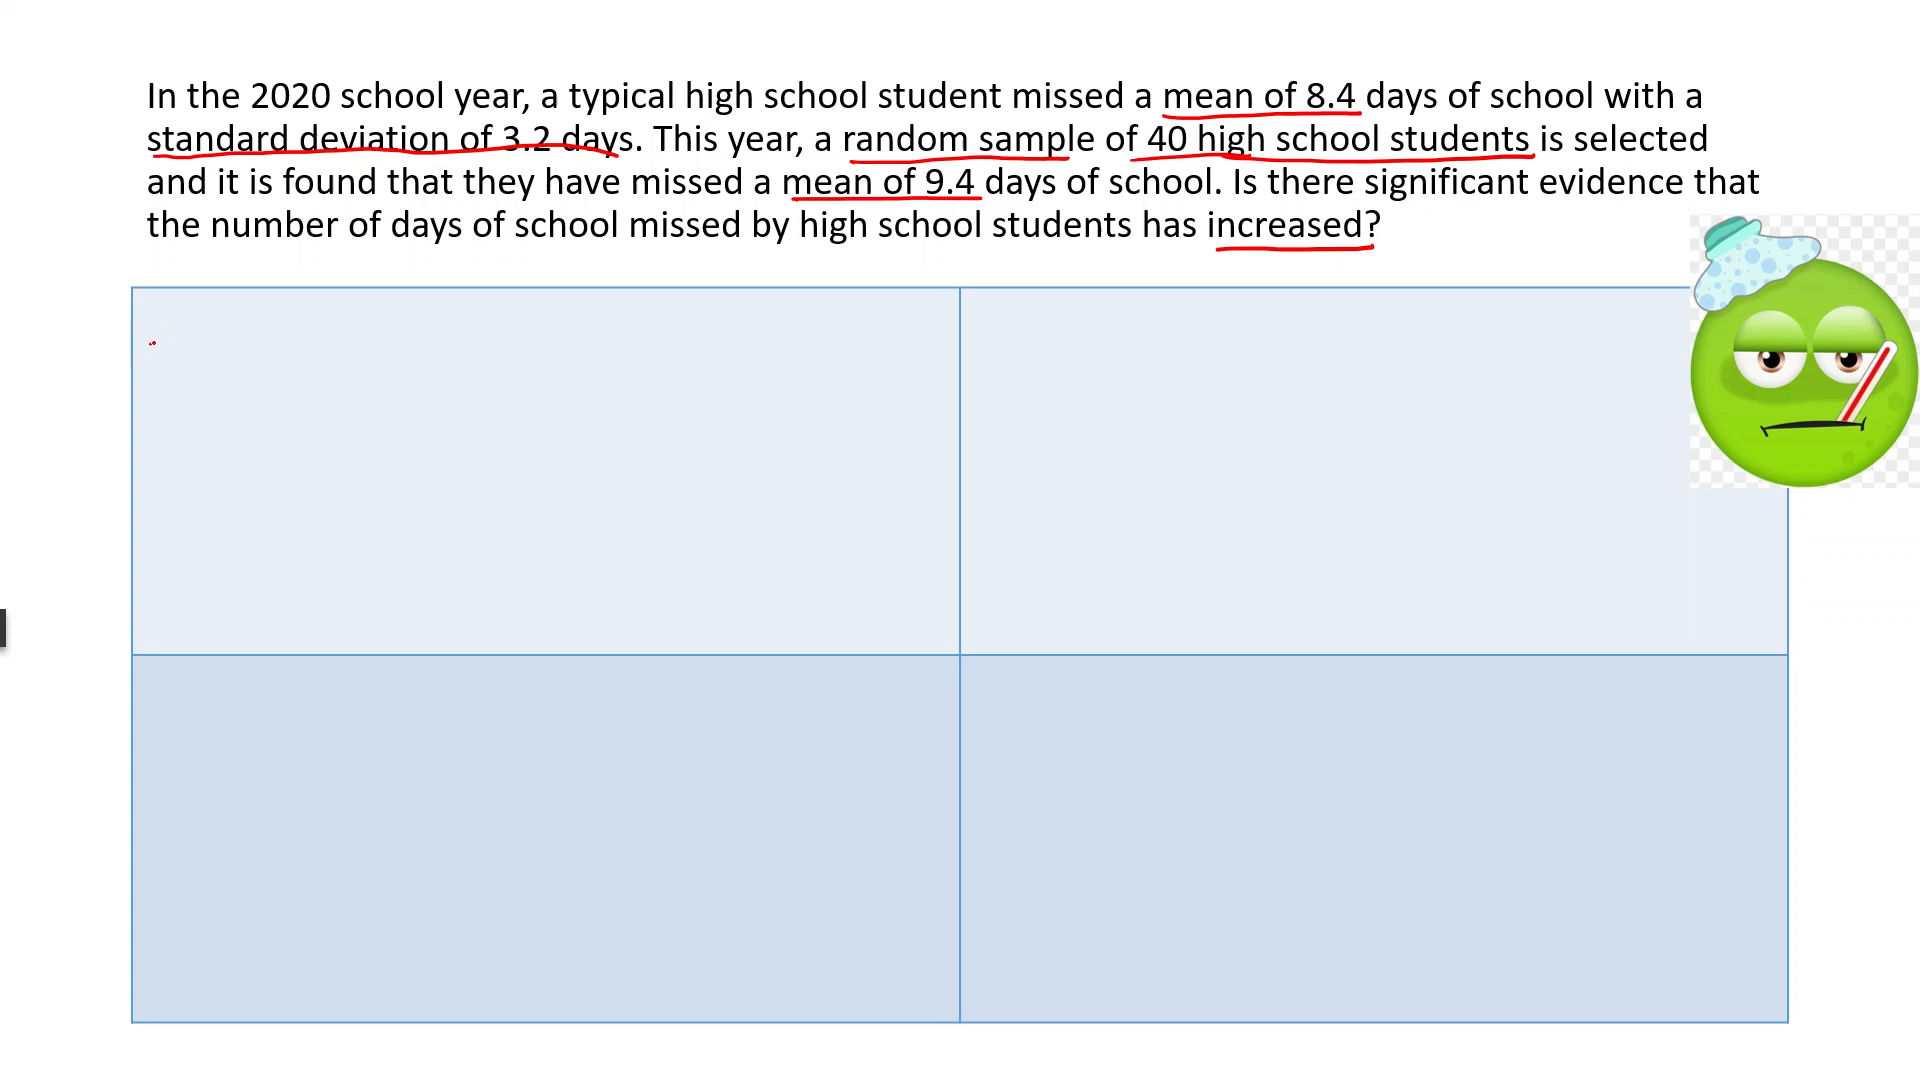 In the 2020 school year, a typical high school student missed a mean of 8.4 days of school with a
standard deviation of 3.2 days. This year, a random sample of 40 high school students is selected
and it is found that they have missed a mean of 9.4 days of school. Is there significant evidence that
the number of days of school missed by high school students has increased?